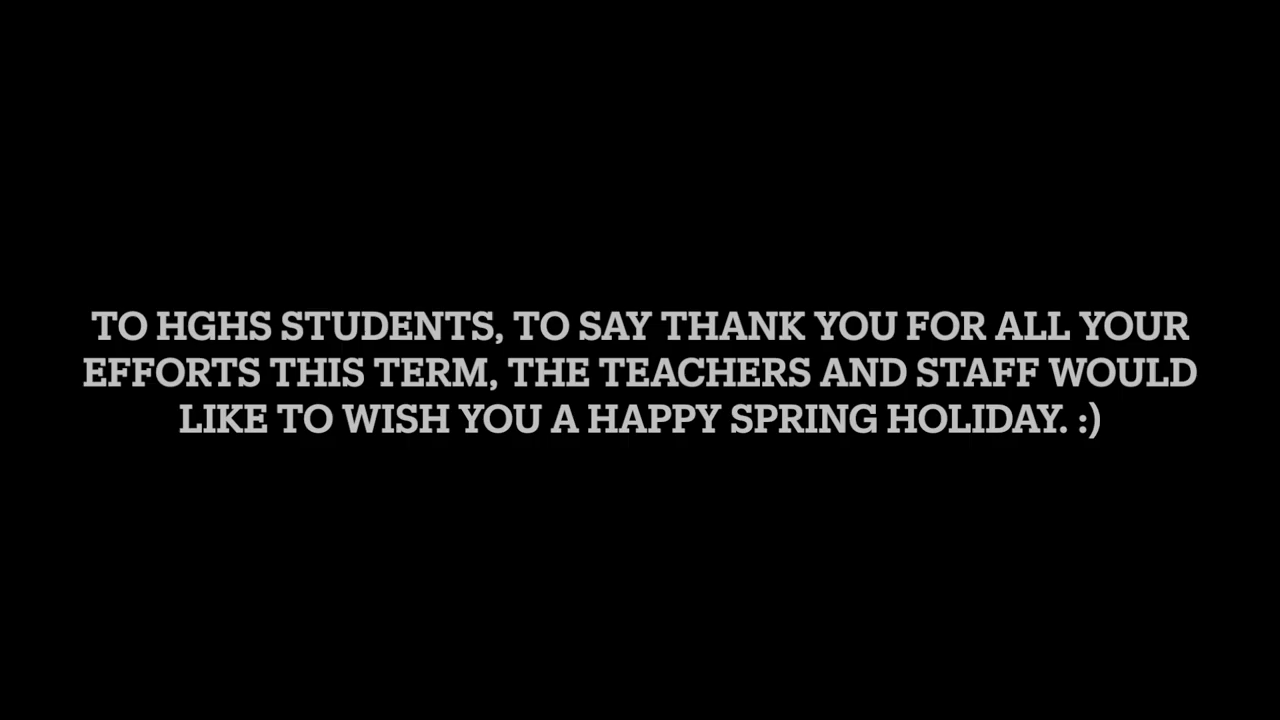 TO HGHS STUDENTS, TO SAY THANK YOU FOR ALL YOUR
EFFORTS THIS TERM, THE TEACHERS AND STAFF WOULD
LIKE TO WISH YOU A HAPPY SPRING HOLIDAY. :)